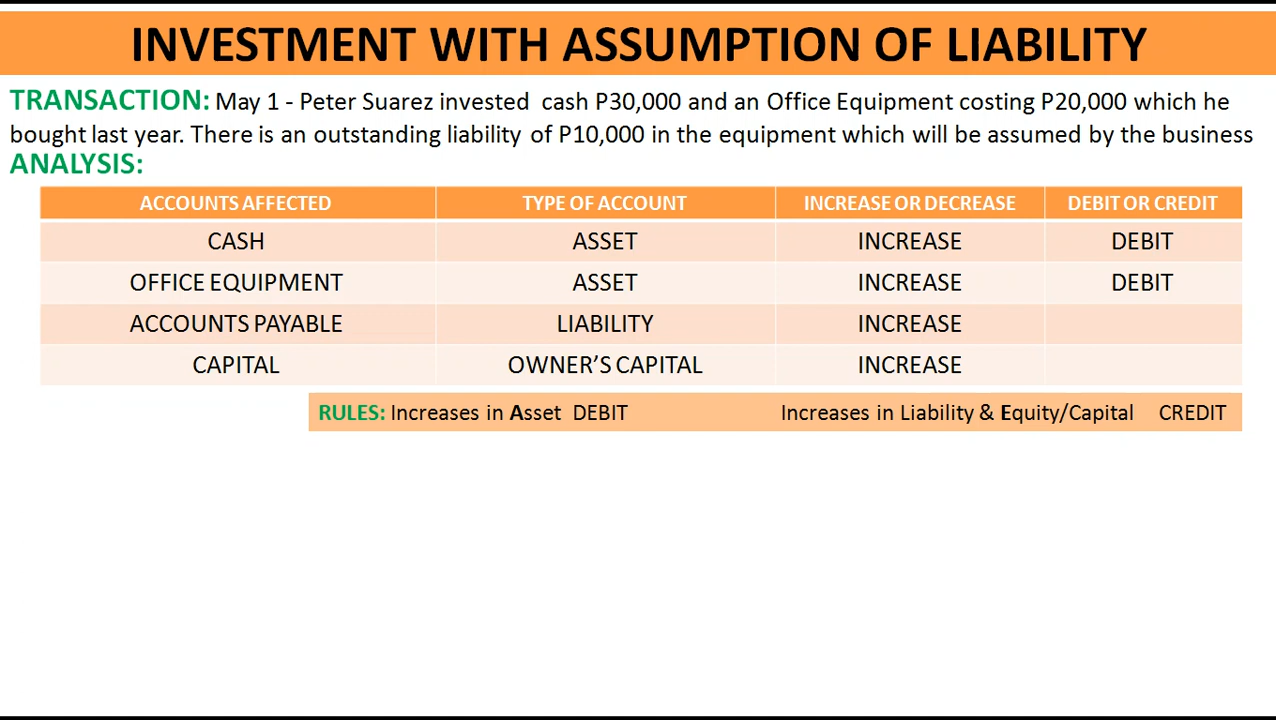 INVESTMENT WITH ASSUMPTION OF LIABILITY
TRANSACTION: May 1 - Peter Suarez invested cash P30,000 and an Office Equipment costing P20,000 which he
bought last year. There is an outstanding liability of P10,000 in the equipment which will be assumed by the business
ANALYSIS:
ACCOUNTS AFFECTED TYPE OF ACCOUNT INCREASE OR DECREASE DEBIT OR CREDIT
CASH ASSET INCREASE DEBIT
OFFICE EQUIPMENT ASSET INCREASE DEBIT
ACCOUNTS PAYABLE LIABILITY INCREASE
CAPITAL OWNER'S CAPITAL INCREASE
RULES: Increases in Asset DEBIT Increases in Liability & Equity/Capital CREDIT